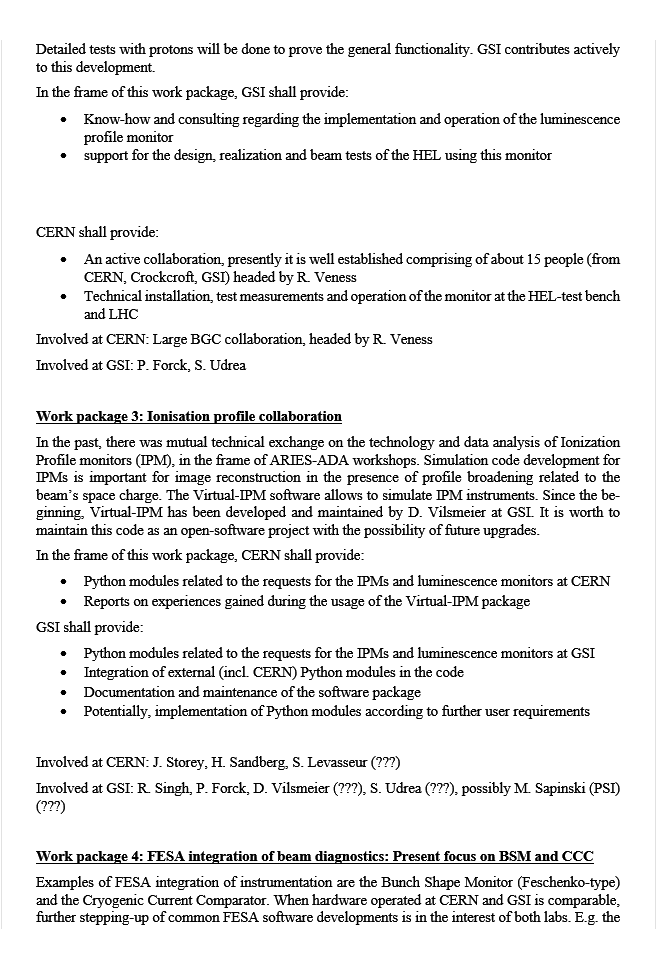 Detailed tests with protons will be done to prove the general functionality. GSI contributes actively
to this development.
In the frame of this work package, GSI shall provide:
• Know-how and consulting regarding the implementation and operation of the luminescence
profile monitor
• support for the design, realization and beam tests of the HEL using this monitor
CERN shall provide:
• An active collaboration, presently it is well established comprising of about 15 people (from
CERN, Crockcroft, GSI) headed by R. Veness
• Technical installation, test measurements and operation of the monitor at the HEL-test bench
and LHC
Involved at CERN: Large BGC collaboration, headed by R. Veness
Involved at GSI: P. Forck, S. Udrea
Work package 3: Ionisation profile collaboration
In the past, there was mutual technical exchange on the technology and data analysis of Ionization
Profile monitors (IPM), in the frame of ARIES-ADA workshops. Simulation code development for
IPMs is important for image reconstruction in the presence of profile broadening related to the
beam's space charge. The Virtual-IPM software allows to simulate IPM instruments. Since the be-
ginning, Virtual-IPM has been developed and maintained by D. Vilsmeier at GSI. It is worth to
maintain this code as an open-software project with the possibility of future upgrades.
In the frame of this work package, CERN shall provide:
• Python modules related to the requests for the IPMs and luminescence monitors at CERN
• Reports on experiences gained during the usage of the Virtual-IPM package
GSI shall provide:
• Python modules related to the requests for the IPMs and luminescence monitors at GSI
• Integration of external (incl. CERN) Python modules in the code
• Documentation and maintenance of the software package
• Potentially, implementation of Python modules according to further user requirements
Involved at CERN: J. Storey, H. Sandberg, S. Levasseur (???)
Involved at GSI: R. Singh, P. Forck, D. Vilsmeier (???), S. Udrea (???), possibly M. Sapinski (PSI)
(???)
Work package 4: FESA integration of beam diagnostics: Present focus on BSM and CCC
Examples of FESA integration of instrumentation are the Bunch Shape Monitor (Feschenko-type)
and the Cryogenic Current Comparator. When hardware operated at CERN and GSI is comparable,
further stepping-up of common FESA software developments is in the interest of both labs. E.g. the